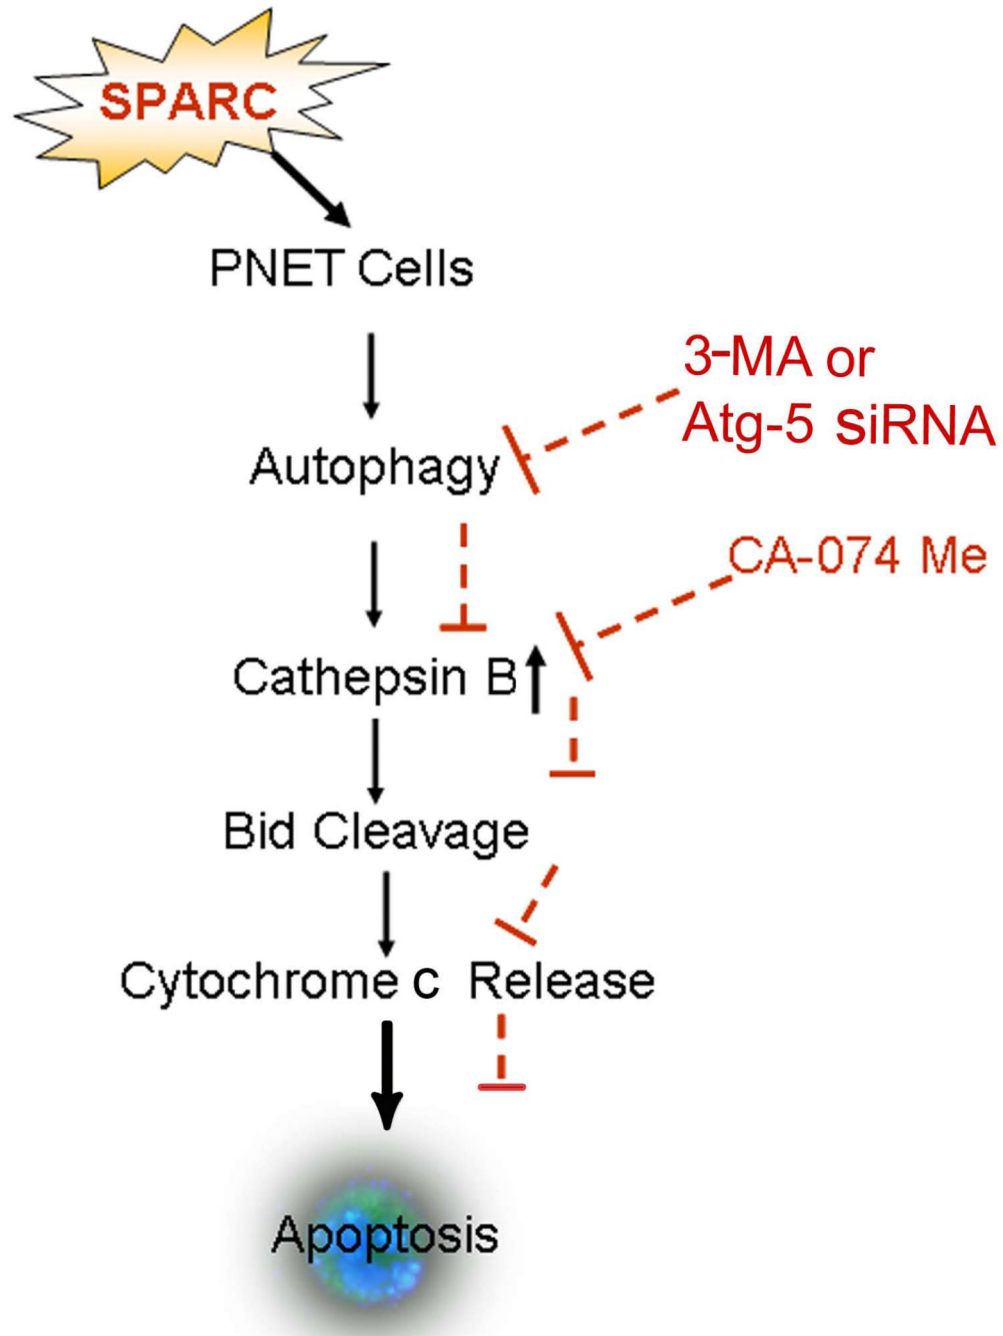 SPARC
PNET Cells
3-MA or
Atg-5 siRNA
Autophagy
CA-074 Me
Cathepsin B
Bid Cleavage
Cytochrome c Release
Apoptosis